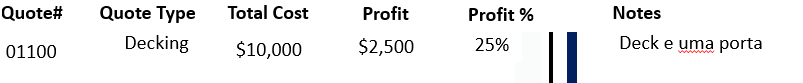 Quote# Quote Type Total Cost Profit Profit % Notes
01100 Decking $10,000 $2,500 25% Deck e uma porta